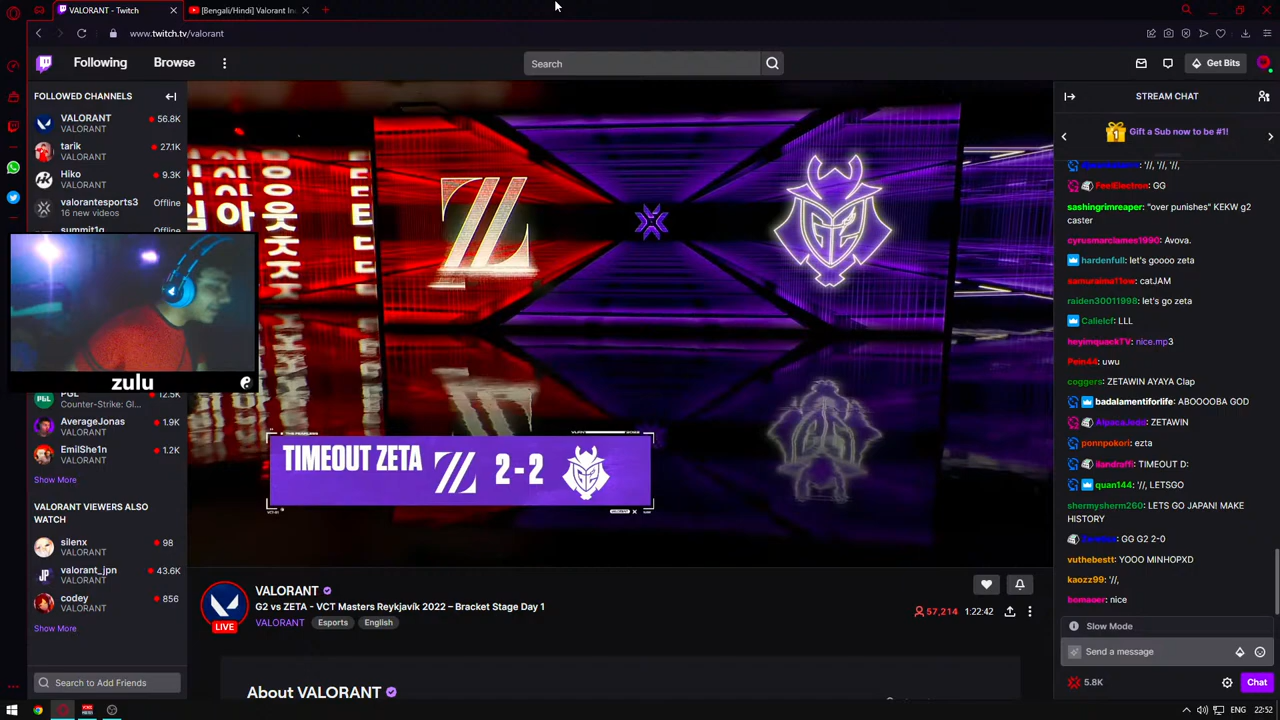 VALORANT - Twitch
[Bengali/Hindi] Valorant In
www.twitch.tv/valorant
Following
Browse
Search
Get Bits
FOLLOWED CHANNELS
VALORANT
VALORANT
56.8K
tarik
VALORANT
27.1K
Hiko
VALORANT
9.3K
valorantesports3
16 new videos
Offline
summit1g
Offline
zulu
PGL
Counter-Strike: Gl...
12.5K
AverageJonas
VALORANT
1.9K
EmilShe1n
VALORANT
1.2K
Show More
VALORANT VIEWERS ALSO
WATCH
silenx
VALORANT
98
valorant_jpn
VALORANT
43.6K
codey
VALORANT
856
Show More
Search to Add Friends
TIMEOUT ZETA
2-2
VALORANT
G2 vs ZETA - VCT Masters Reykjavík 2022 – Bracket Stage Day 1
VALORANT
Esports
English
LIVE
57,214
1:22:42
About VALORANT
STREAM CHAT
1
Gift a Sub now to be #1!
'//, '//, '//,
FeelElectron: GG
sashingrimreaper: "over punishes" KEKW g2
caster
cyrusmarclames1990: Avova.
hardenfull: let's goooo zeta
samuraima11ow: catJAM
raiden30011998: let's go zeta
Calielcf: LLL
heyimquackTV: nice.mp3
Pein44: uwu
coggers: ZETAWIN AYAYA Clap
badalamentiforlife: ABOOOOBA GOD
AlpacaJedo: ZETAWIN
ponnpokori: ezta
iiandraffi: TIMEOUT D:
quan144: '//, LETSGO
shermysherm260: LETS GO JAPAN! MAKE
HISTORY
GG G2 2-0
vuthebestt: YOOO MINHOPXD
kaozz99: '//,
bemauer: nice
Slow Mode
Send a message
5.8K
Chat
ENG
22:52